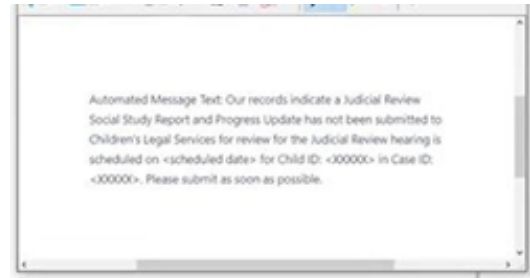 Automated Message Text: Our records indicate a Judicial Review
Social Study Report and Progress Update has not been submitted to
Children's Legal Services for review for the Judicial Review hearing is
scheduled on <scheduled date> for Child ID: <XXXXX> in Case ID:
<XXXXX>. Please submit as soon as possible.